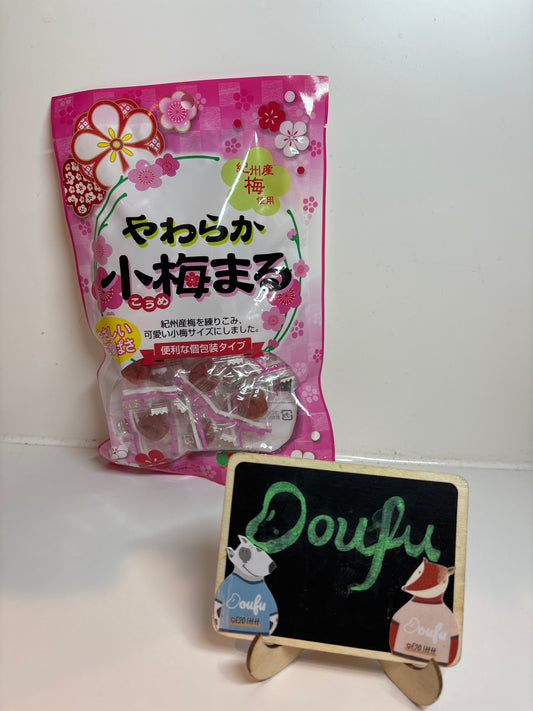 紀州産
梅
使用
やわらか
小梅まる
こうめ
紀州産梅を練りこみ、
可愛い小梅サイズにしました。
便利な個包装タイプ
Doufu
Doufu
Doufu